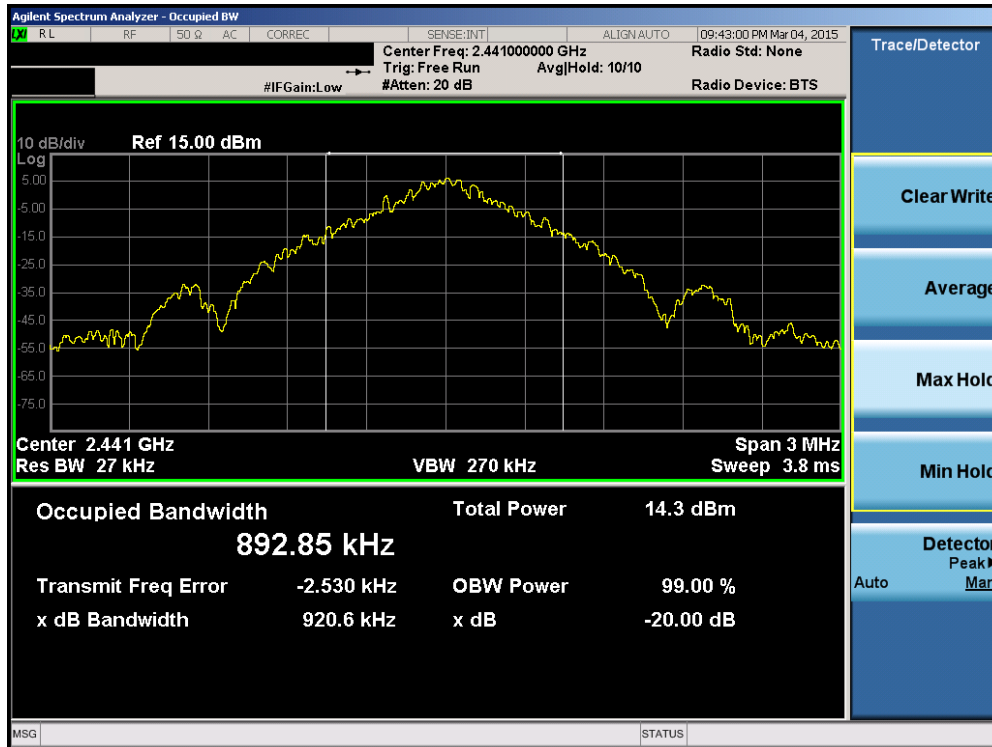 Agilent Spectrum Analyzer - Occupied BW
LXI RL RF 50 Ω AC CORREC SENSE:INT ALIGN AUTO 09:43:00 PM Mar 04, 2015
Center Freq: 2.441000000 GHz Radio Std: None
Trig: Free Run Avg|Hold: 10/10
#IFGain:Low #Atten: 20 dB Radio Device: BTS
10 dB/div Ref 15.00 dBm
Log
5.00
-5.00
-15.0
-25.0
-35.0
-45.0
-55.0
-65.0
-75.0
Center 2.441 GHz Span 3 MHz
Res BW 27 kHz VBW 270 kHz Sweep 3.8 ms
Occupied Bandwidth Total Power 14.3 dBm
892.85 kHz
Transmit Freq Error -2.530 kHz OBW Power 99.00 %
x dB Bandwidth 920.6 kHz x dB -20.00 dB
MSG STATUS
Trace/Detector
Clear Write
Average
Max Hold
Min Hold
Detector
Peak
Auto Man